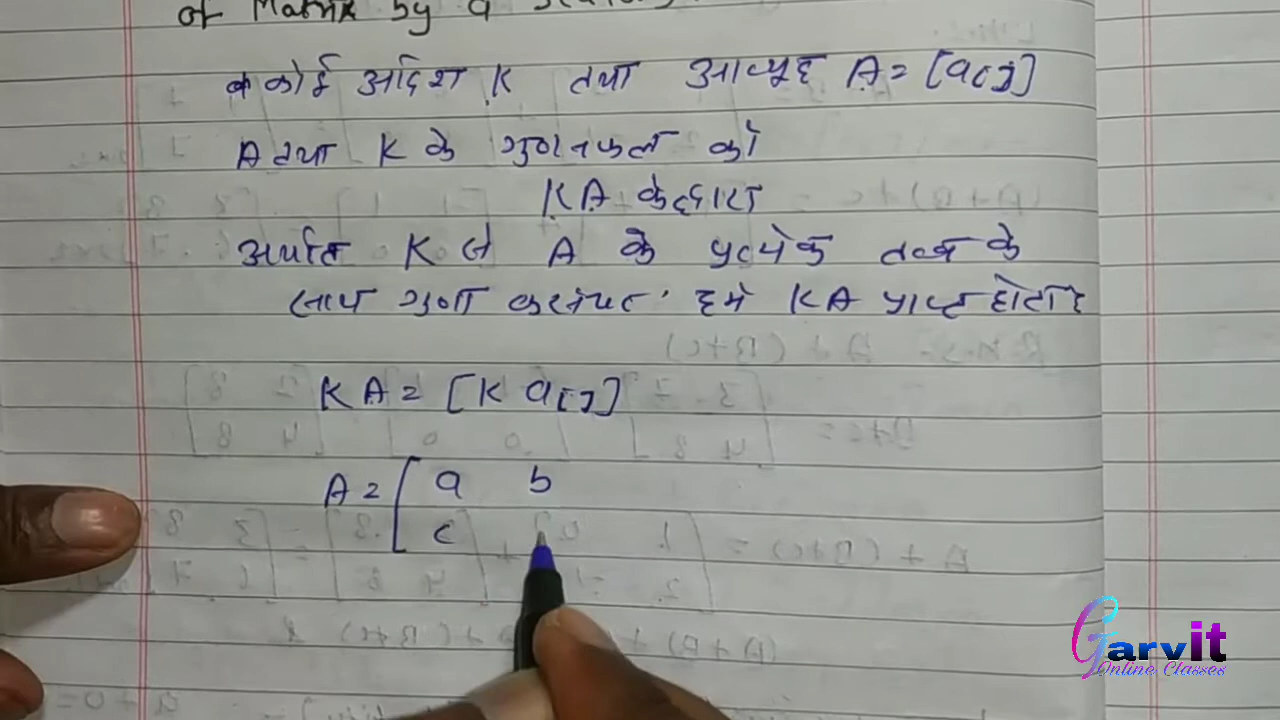 of Matrix by a
कोई अदिश K तथा आव्यूह A = [aij]
A तथा K के गुणनफल को
KA के द्वारा
अर्थात K से A के प्रत्येक तत्व के
साथ गुणा करने पर हमे KA प्राप्त होता है
KA = [K aij]
A = [ a b
c
Garvit
Online Classes